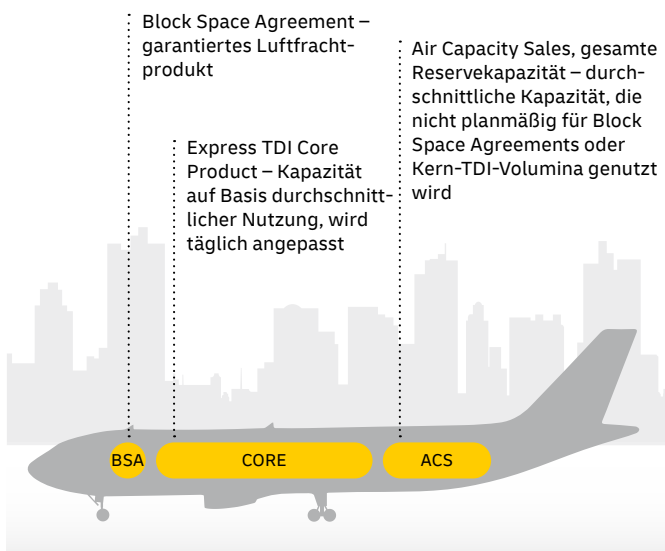 Block Space Agreement –
garantiertes Luftfracht-
produkt
Air Capacity Sales, gesamte
Reservekapazität – durch-
schnittliche Kapazität, die
nicht planmäßig für Block
Space Agreements oder
Kern-TDI-Volumina genutzt
wird
Express TDI Core
Product – Kapazität
auf Basis durchschnitt-
licher Nutzung, wird
täglich angepasst
BSA
CORE
ACS